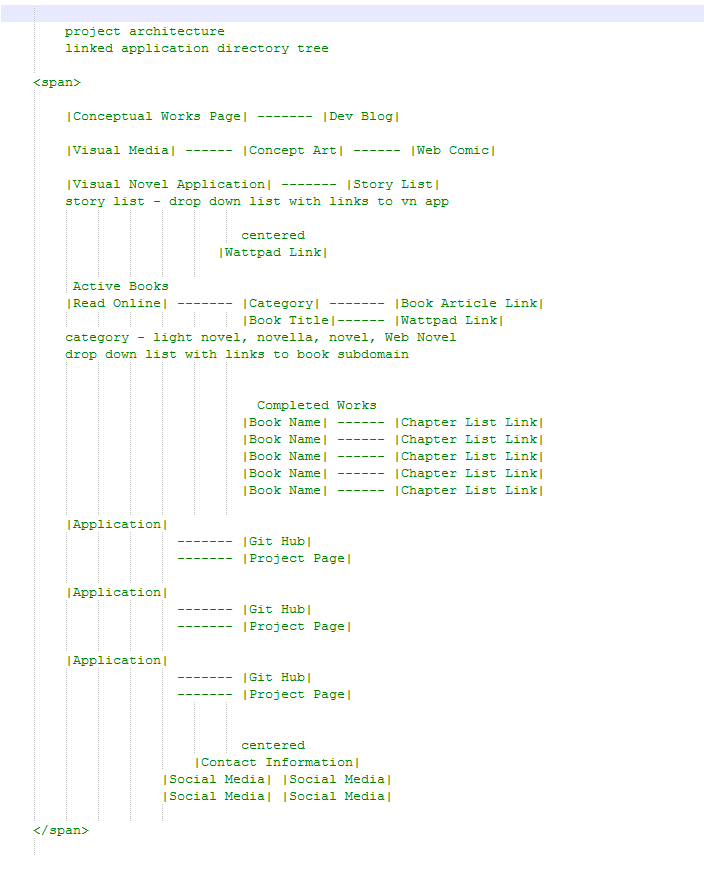 project architecture
linked application directory tree
<span>
|Conceptual Works Page| ------- |Dev Blog|
|Visual Media| ------ |Concept Art| ------ |Web Comic|
|Visual Novel Application| ------- |Story List|
story list - drop down list with links to vn app
centered
|Wattpad Link|
Active Books
|Read Online| ------- |Category| ------- |Book Article Link|
|Book Title|------ |Wattpad Link|
category - light novel, novella, novel, Web Novel
drop down list with links to book subdomain
Completed Works
|Book Name| ------ |Chapter List Link|
|Book Name| ------ |Chapter List Link|
|Book Name| ------ |Chapter List Link|
|Book Name| ------ |Chapter List Link|
|Book Name| ------ |Chapter List Link|
|Application|
------- |Git Hub|
------- |Project Page|
|Application|
------- |Git Hub|
------- |Project Page|
|Application|
------- |Git Hub|
------- |Project Page|
centered
|Contact Information|
|Social Media| |Social Media|
|Social Media| |Social Media|
</span>